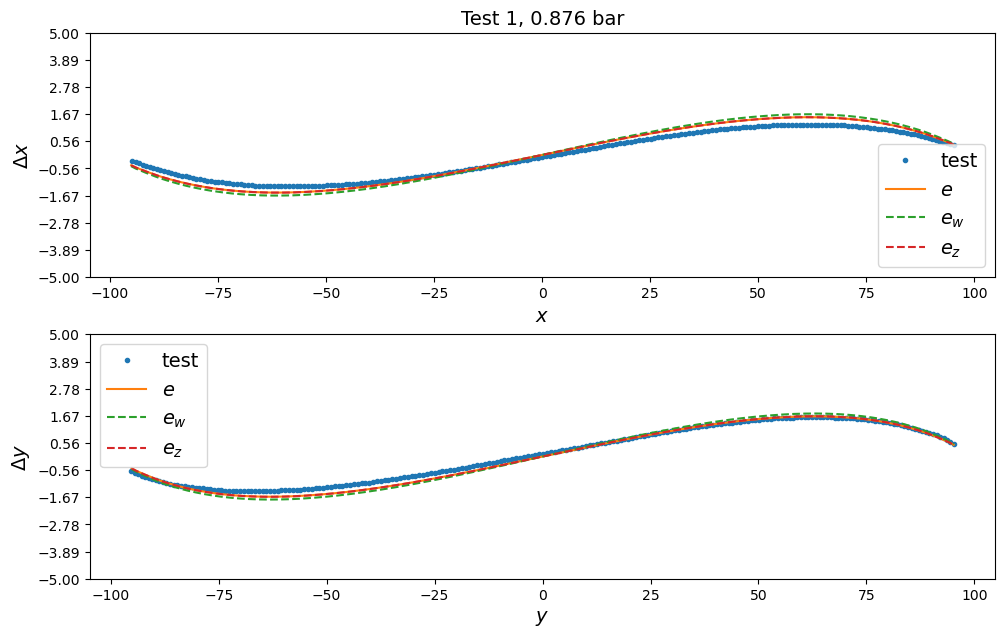 Test 1, 0.876 bar
5.00
3.89
2.78
1.67
0.56
−0.56
−1.67
−2.78
−3.89
−5.00
Δx
−100 −75 −50 −25 0 25 50 75 100
x
test
e
e_w
e_z
5.00
3.89
2.78
1.67
0.56
−0.56
−1.67
−2.78
−3.89
−5.00
Δy
−100 −75 −50 −25 0 25 50 75 100
y
test
e
e_w
e_z